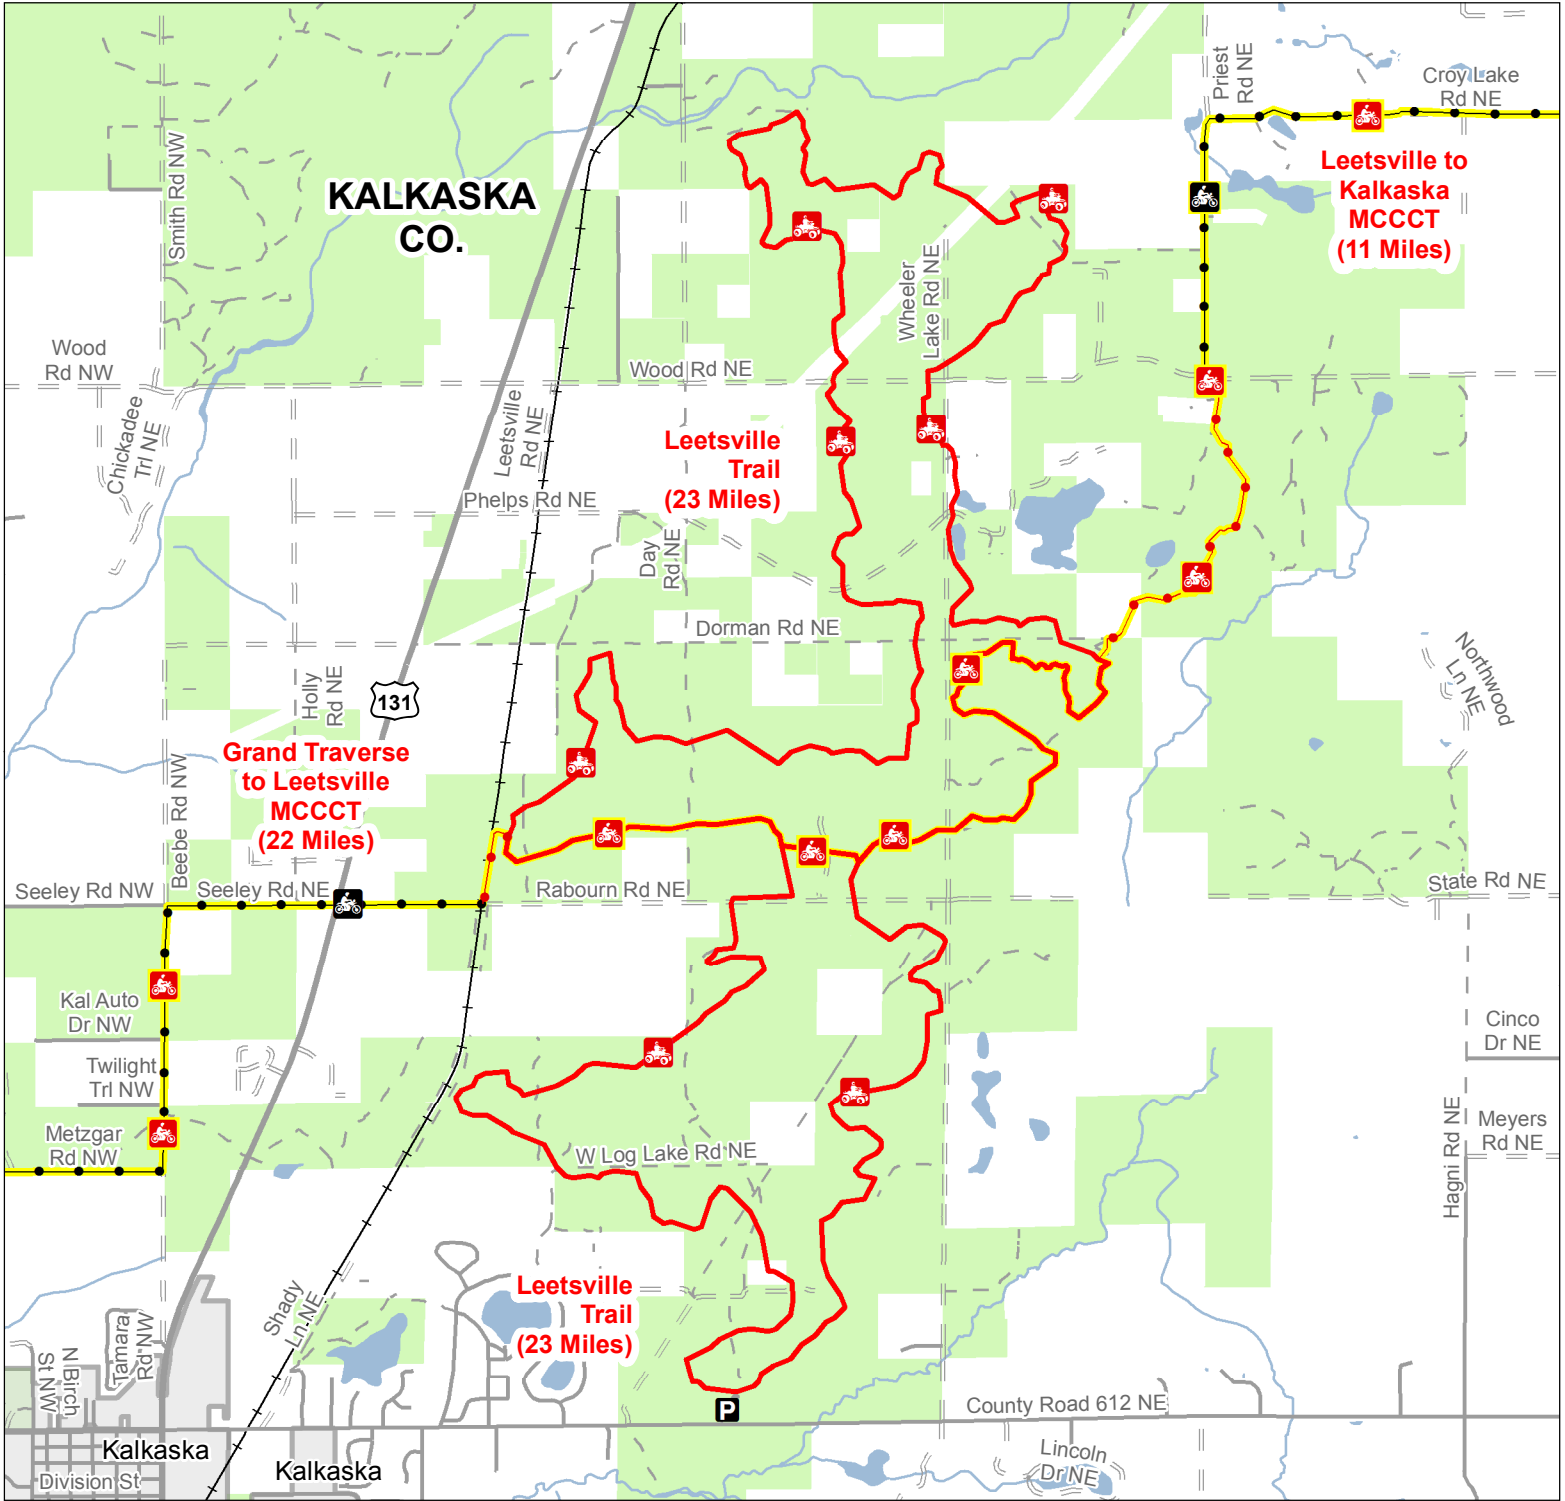 Priest
Rd NE
Croy Lake
Rd NE
Leetsville to
Kalkaska
MCCCT
(11 Miles)
KALKASKA
CO.
Smith Rd NW
Wheeler
Lake Rd NE
Wood
Rd NW
Wood Rd NE
Chickadee
Trl NE
Leetsville
Rd NE
Leetsville
Trail
(23 Miles)
Phelps Rd NE
Day
Rd NE
Dorman Rd NE
Northwood
Ln NE
Holly
Rd NE
131
Grand Traverse
to Leetsville
MCCCT
(22 Miles)
Beebe Rd NW
Seeley Rd NW
Seeley Rd NE
Rabourn Rd NE
State Rd NE
Kal Auto
Dr NW
Cinco
Dr NE
Twilight
Trl NW
Metzgar
Rd NW
Hagni Rd NE
Meyers
Rd NE
W Log Lake Rd NE
Shady
Ln NE
Leetsville
Trail
(23 Miles)
Tamara
Rd NW
N Birch
St NW
P
County Road 612 NE
Kalkaska
Kalkaska
Lincoln
Dr NE
Division St